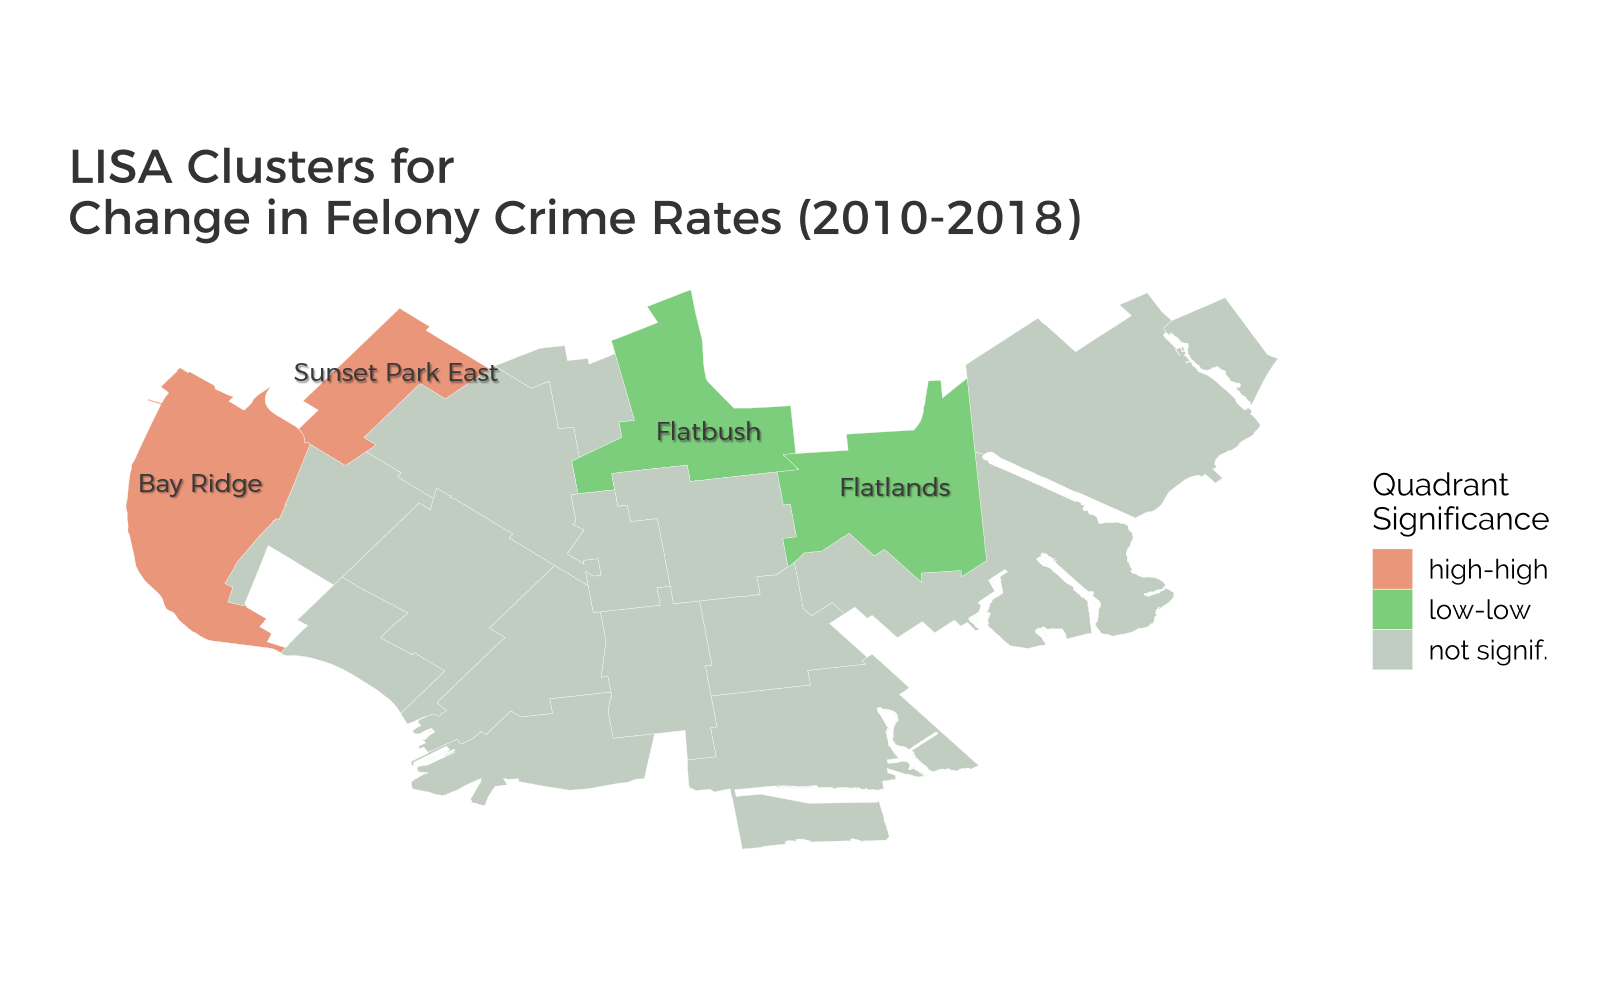 LISA Clusters for
Change in Felony Crime Rates (2010-2018)
Sunset Park East
Flatbush
Bay Ridge
Flatlands
Quadrant
Significance
high-high
low-low
not signif.